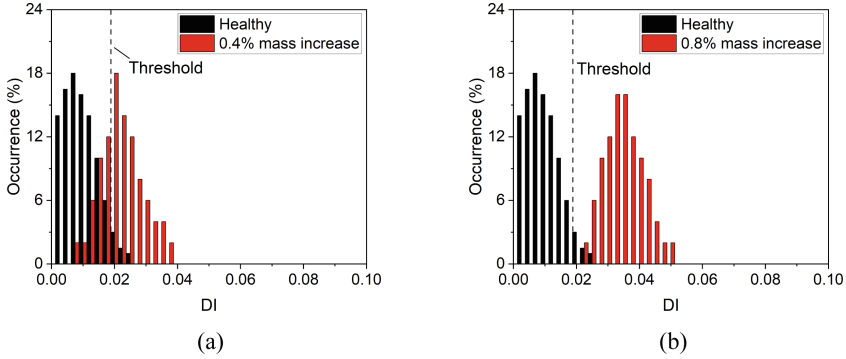 24
18
12
6
0
Occurrence (%)
Healthy
0.4% mass increase
Threshold
0.00 0.02 0.04 0.06 0.08 0.10
DI
(a)
24
18
12
6
0
Occurrence (%)
Healthy
0.8% mass increase
Threshold
0.00 0.02 0.04 0.06 0.08 0.10
DI
(b)